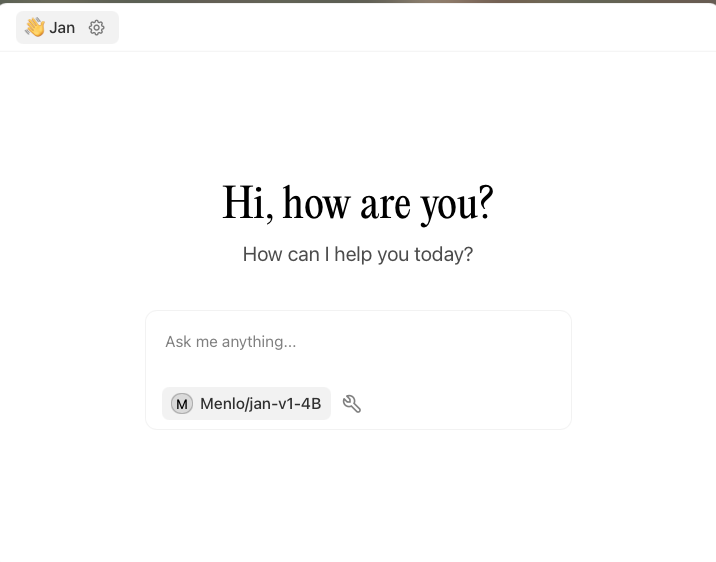 Jan
Hi, how are you?
How can I help you today?
Ask me anything...
M Menlo/jan-v1-4B